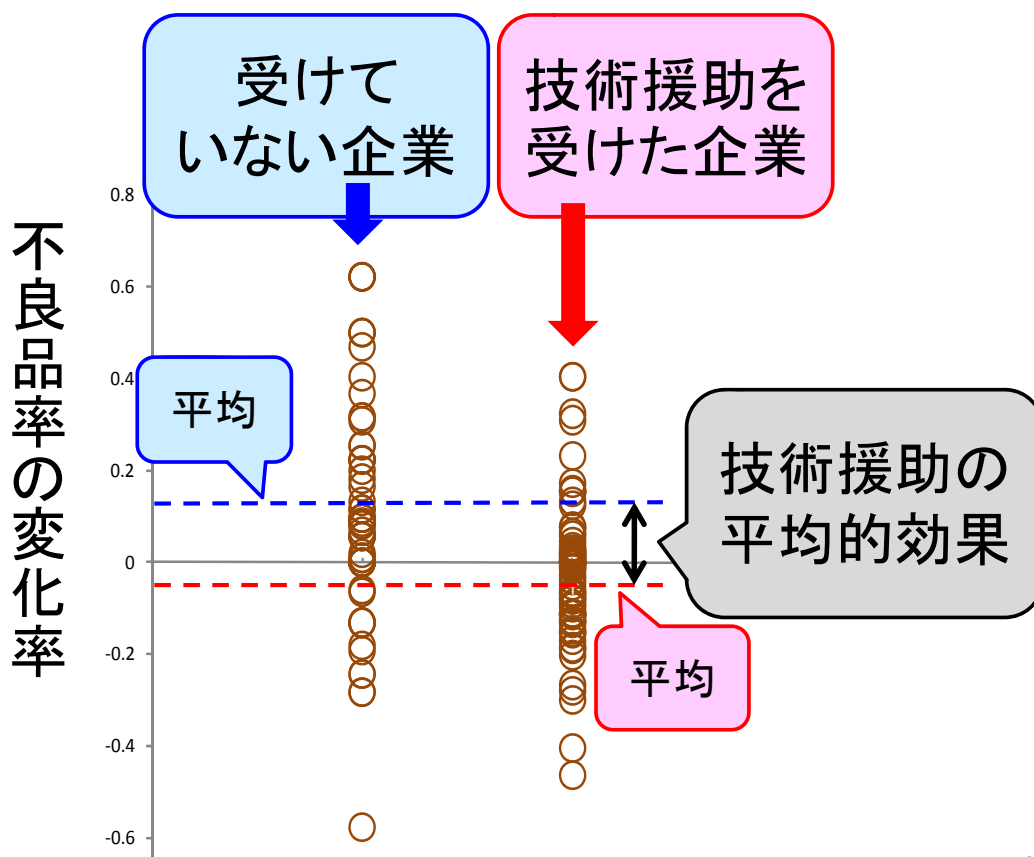 受けて
いない企業
技術援助を
受けた企業
不良品率の変化率
0.8
0.6
0.4
0.2
0
-0.2
-0.4
-0.6
平均
技術援助の
平均的効果
平均